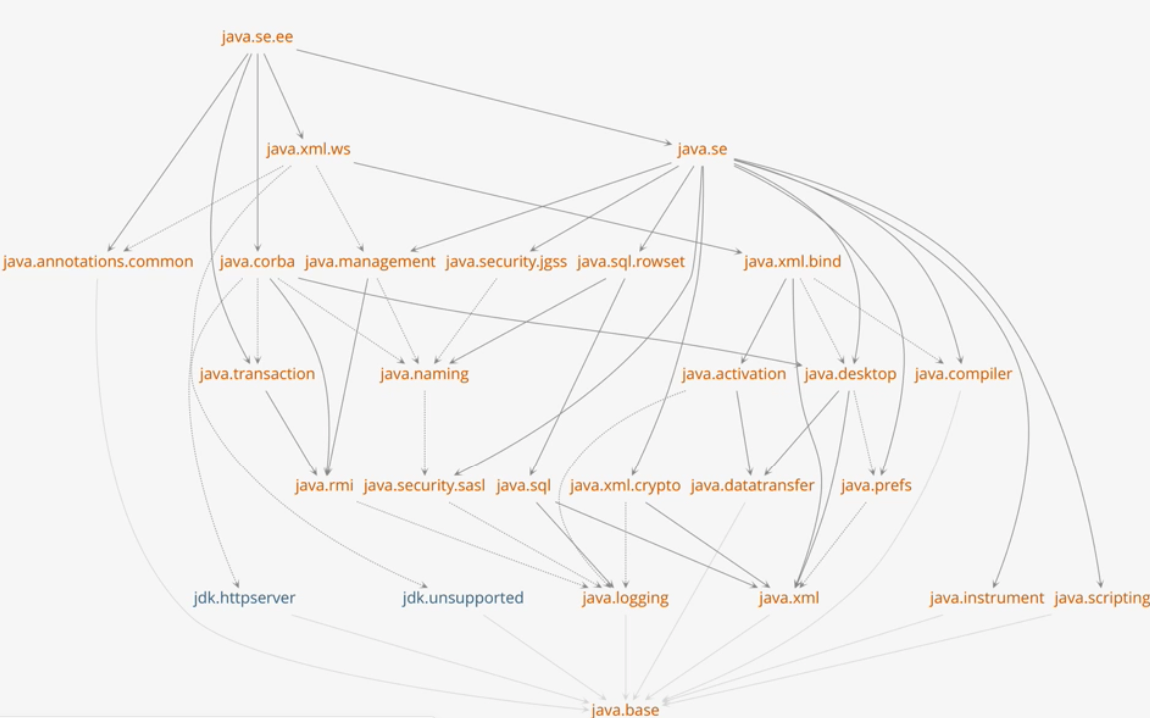 java.se.ee
java.xml.ws java.se
java.annotations.common java.corba java.management java.security.jgss java.sql.rowset java.xml.bind
java.transaction java.naming java.activation java.desktop java.compiler
java.rmi java.security.sasl java.sql java.xml.crypto java.datatransfer java.prefs
jdk.httpserver jdk.unsupported java.logging java.xml java.instrument java.scripting
java.base